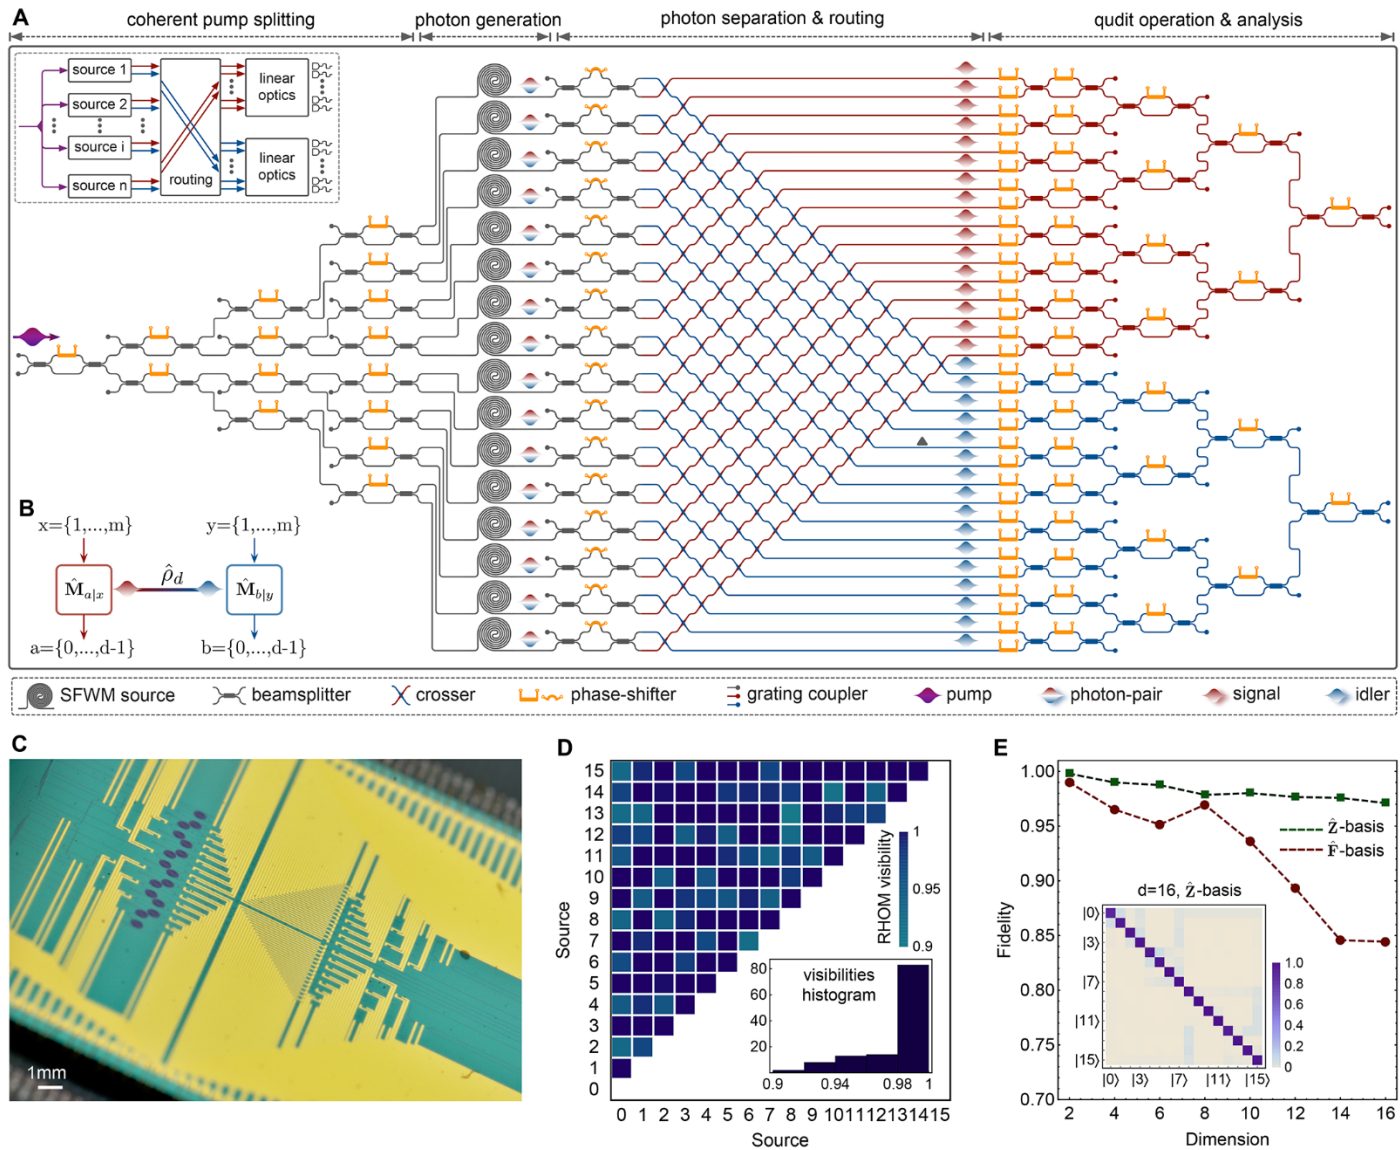 A
coherent pump splitting
photon generation
photon separation & routing
qudit operation & analysis
source 1
source 2
source i
source n
routing
linear
optics
linear
optics
B
x={1,...,m}
y={1,...,m}
M̂a|x
ρ̂d
M̂b|y
a={0,...,d-1}
b={0,...,d-1}
SFWM source
beamsplitter
crosser
phase-shifter
grating coupler
pump
photon-pair
signal
idler
C
1mm
D
15
14
13
12
11
10
9
8
7
6
5
4
3
2
1
0
Source
0 1 2 3 4 5 6 7 8 9 10 11 12 13 14 15
Source
RHOM visibility
1
0.95
0.9
visibilities
histogram
80
60
40
20
0.9 0.94 0.98 1
E
1.00
0.95
0.90
0.85
0.80
0.75
0.70
Fidelity
Ẑ-basis
F̂-basis
d=16, Ẑ-basis
|0⟩
|3⟩
|7⟩
|11⟩
|15⟩
|0⟩ |3⟩ |7⟩ |11⟩ |15⟩
1.0
0.8
0.6
0.4
0.2
0
2 4 6 8 10 12 14 16
Dimension